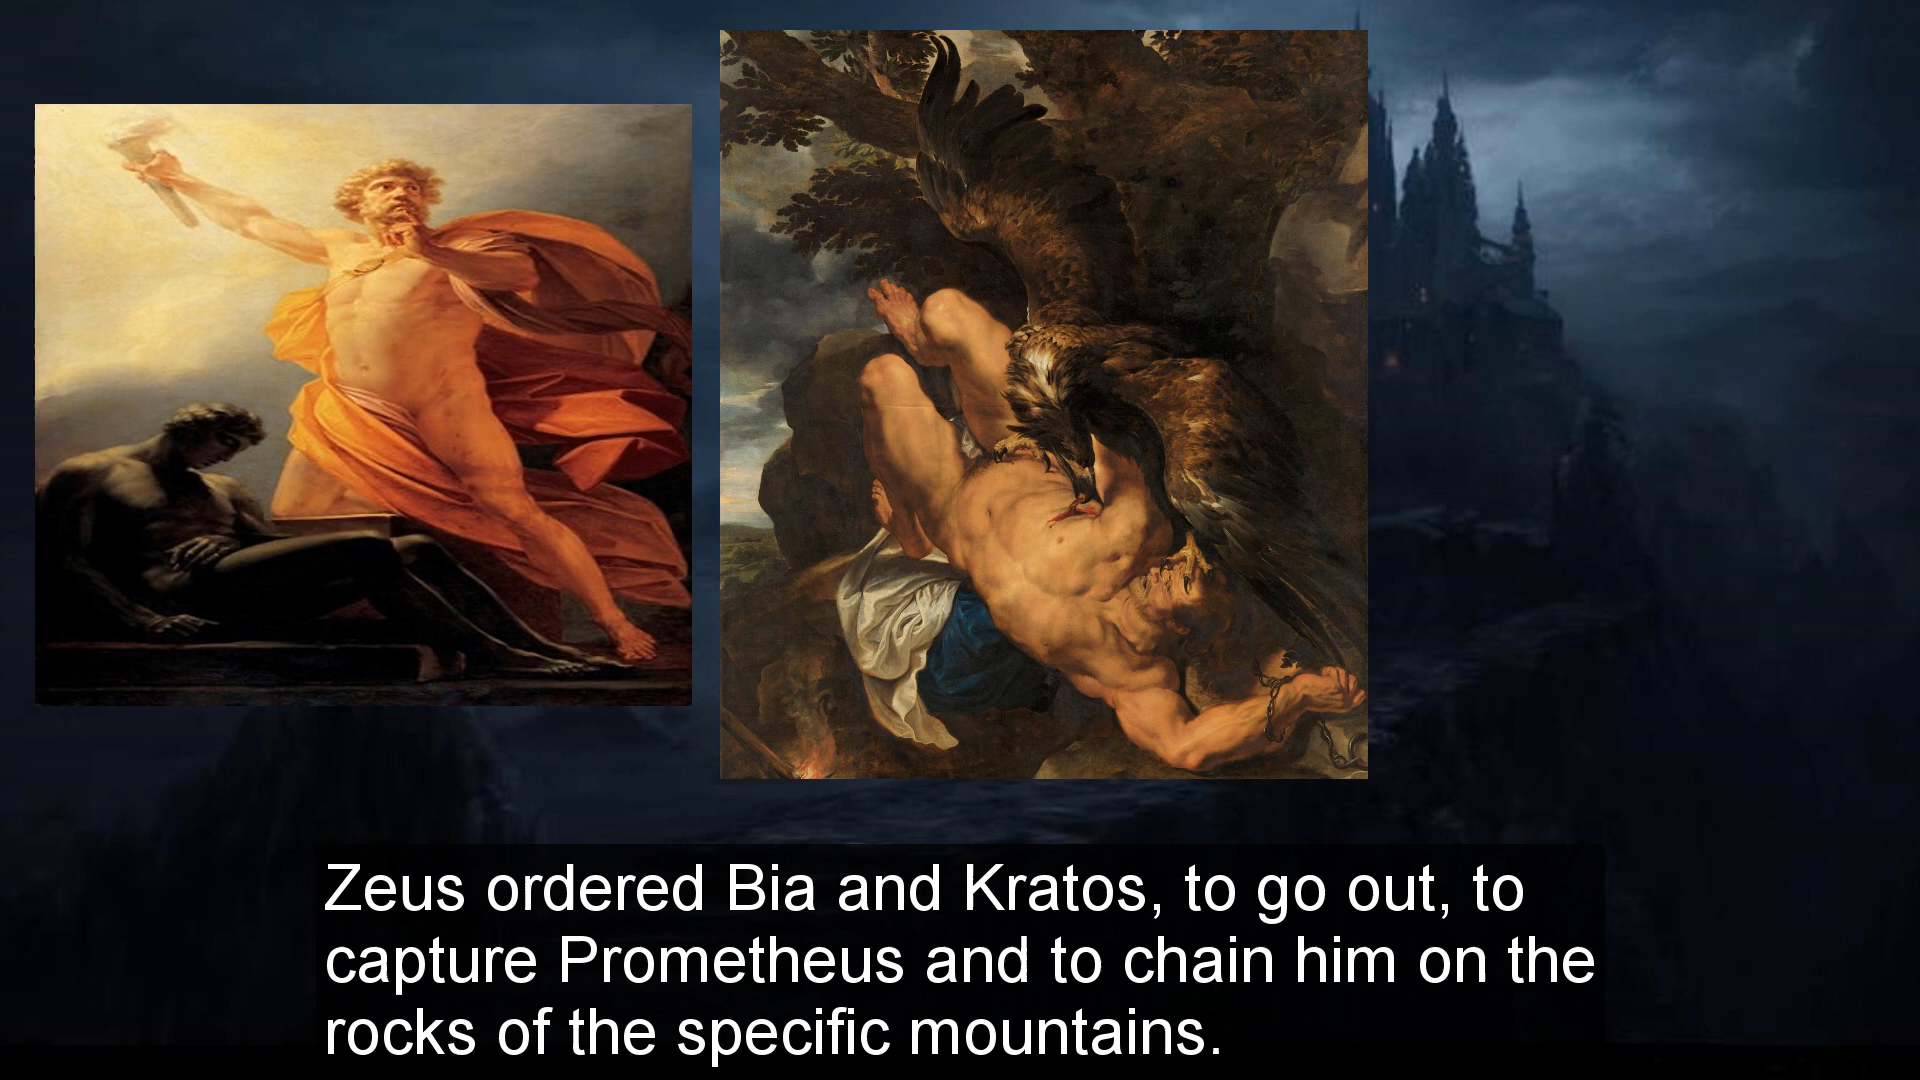 Zeus ordered Bia and Kratos, to go out, to
capture Prometheus and to chain him on the
rocks of the specific mountains.